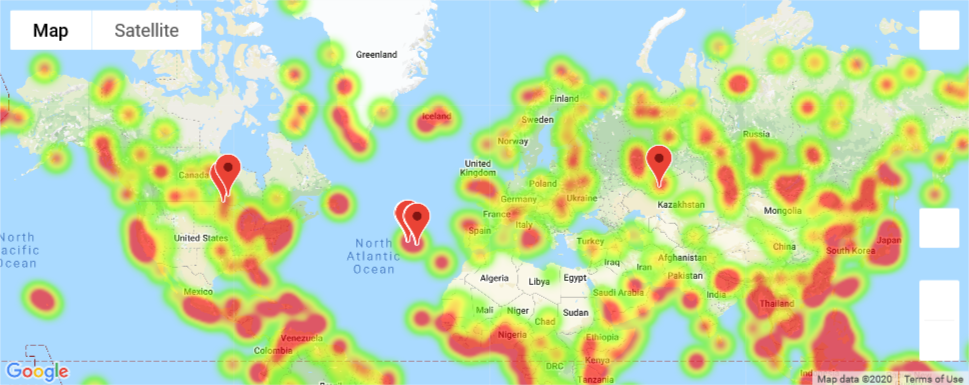 Map
Satellite
Greenland
Finland
Iceland
Sweden
Russia
Norway
United
Kingdom
Canada
Poland
Germany
Ukraine
Kazakhstan
France
Mongolia
Italy
Spain
North
Pacific
Ocean
United States
North
Atlantic
Ocean
Turkey
China
South Korea
Japan
Iraq
Iran
Afghanistan
Pakistan
Algeria
Libya
Egypt
Saudi Arabia
India
Mexico
Mali
Niger
Sudan
Chad
Thailand
Nigeria
Ethiopia
Venezuela
Colombia
DRC
Kenya
Tanzania
Google
Map data ©2020
Terms of Use